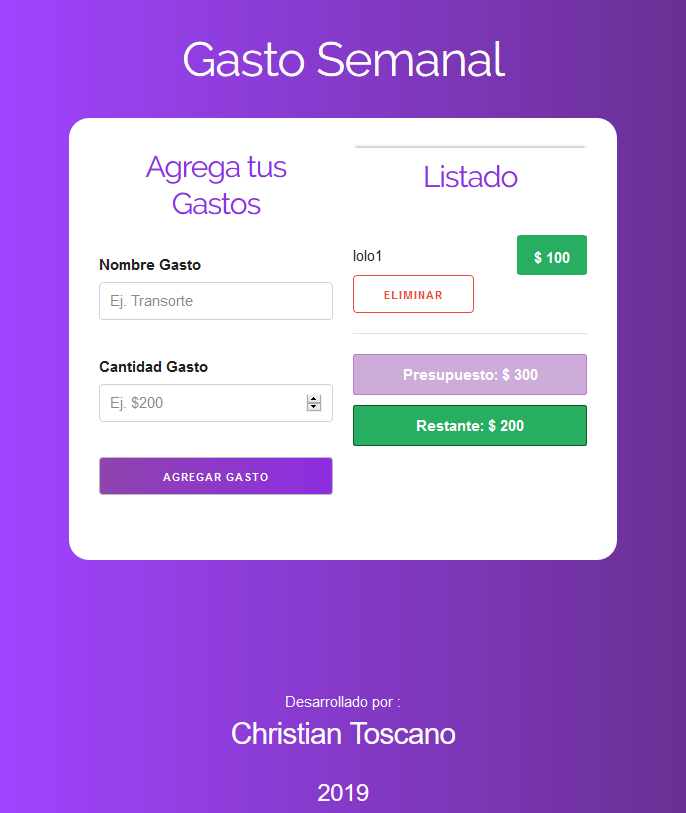 Gasto Semanal
Agrega tus
Gastos
Nombre Gasto
Ej. Transorte
Cantidad Gasto
Ej. $200
AGREGAR GASTO
Listado
lolo1
$ 100
ELIMINAR
Presupuesto: $ 300
Restante: $ 200
Desarrollado por :
Christian Toscano
2019